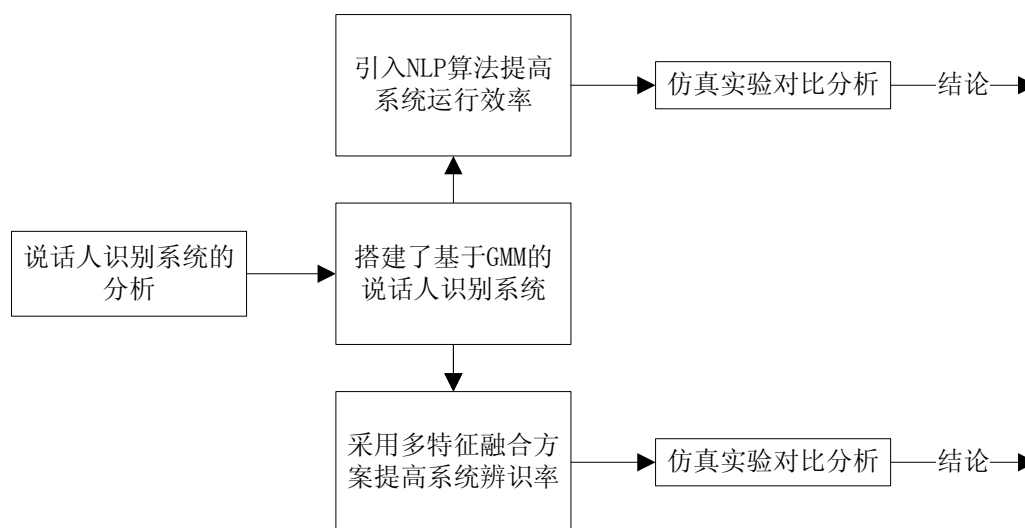 引入NLP算法提高
系统运行效率
仿真实验对比分析
结论
说话人识别系统的
分析
搭建了基于GMM的
说话人识别系统
采用多特征融合方
案提高系统辨识率
仿真实验对比分析
结论